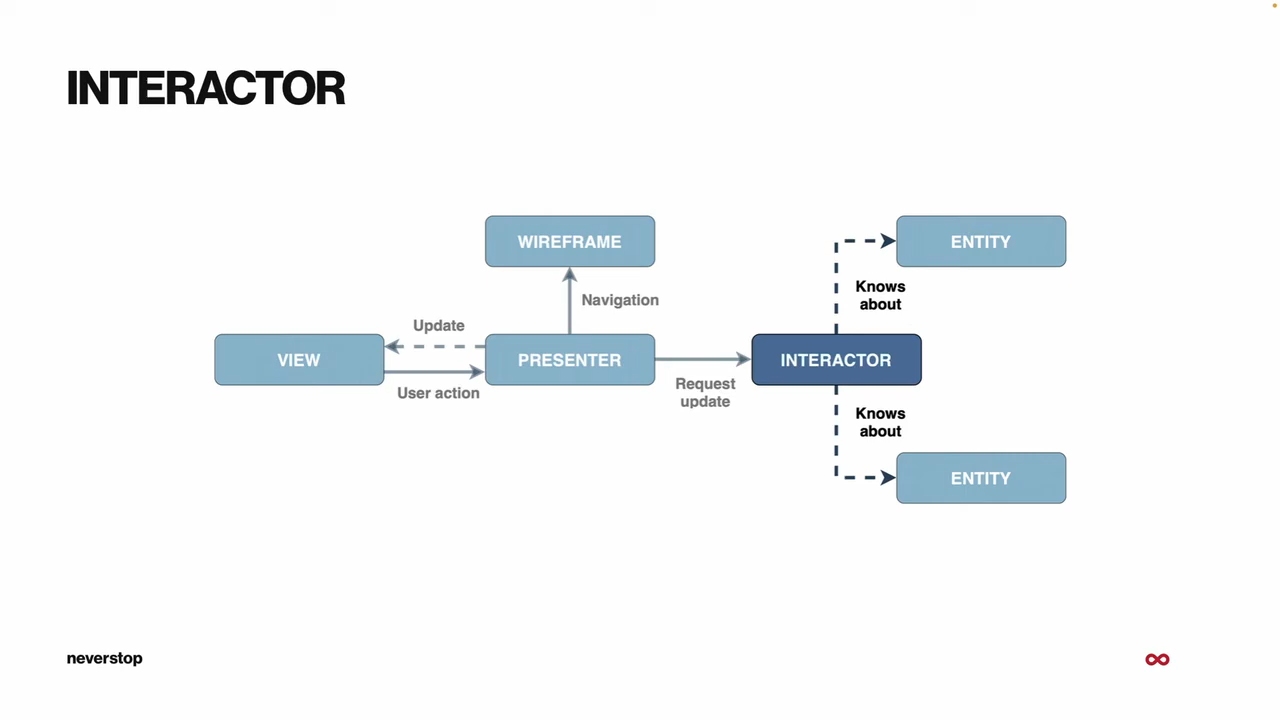 INTERACTOR
WIREFRAME
ENTITY
Navigation
Knows
about
Update
VIEW
PRESENTER
INTERACTOR
User action
Request
update
Knows
about
ENTITY
neverstop